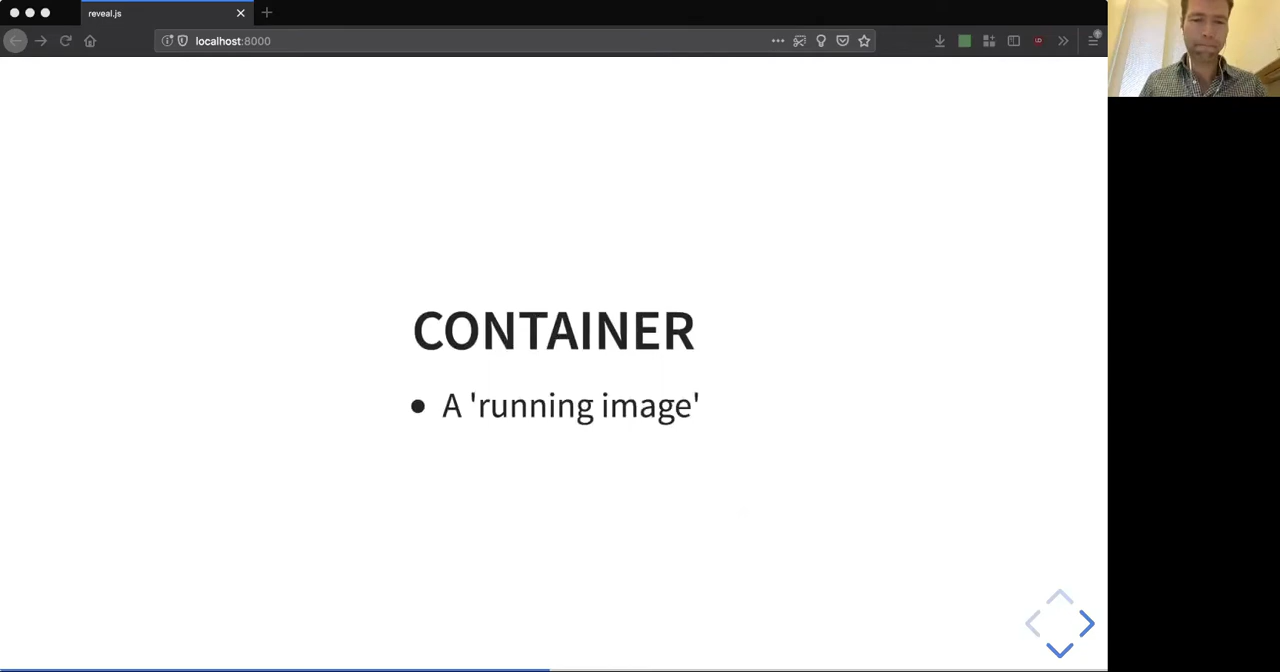 reveal.js
localhost:8000
CONTAINER
• A 'running image'